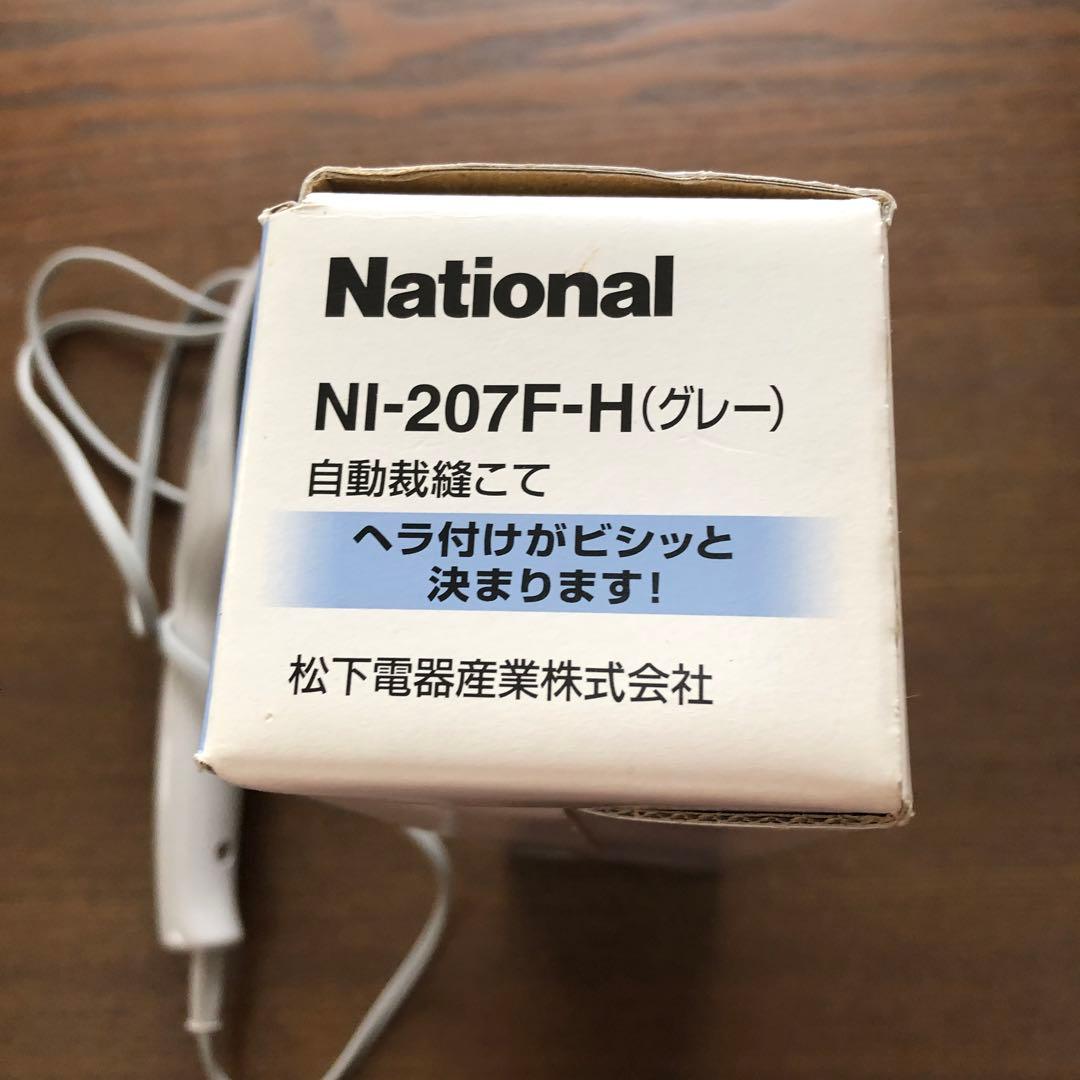 National
NI-207F-H(グレー)
自動裁縫こて
ヘラ付けがビシッと
決まります!
松下電器産業株式会社